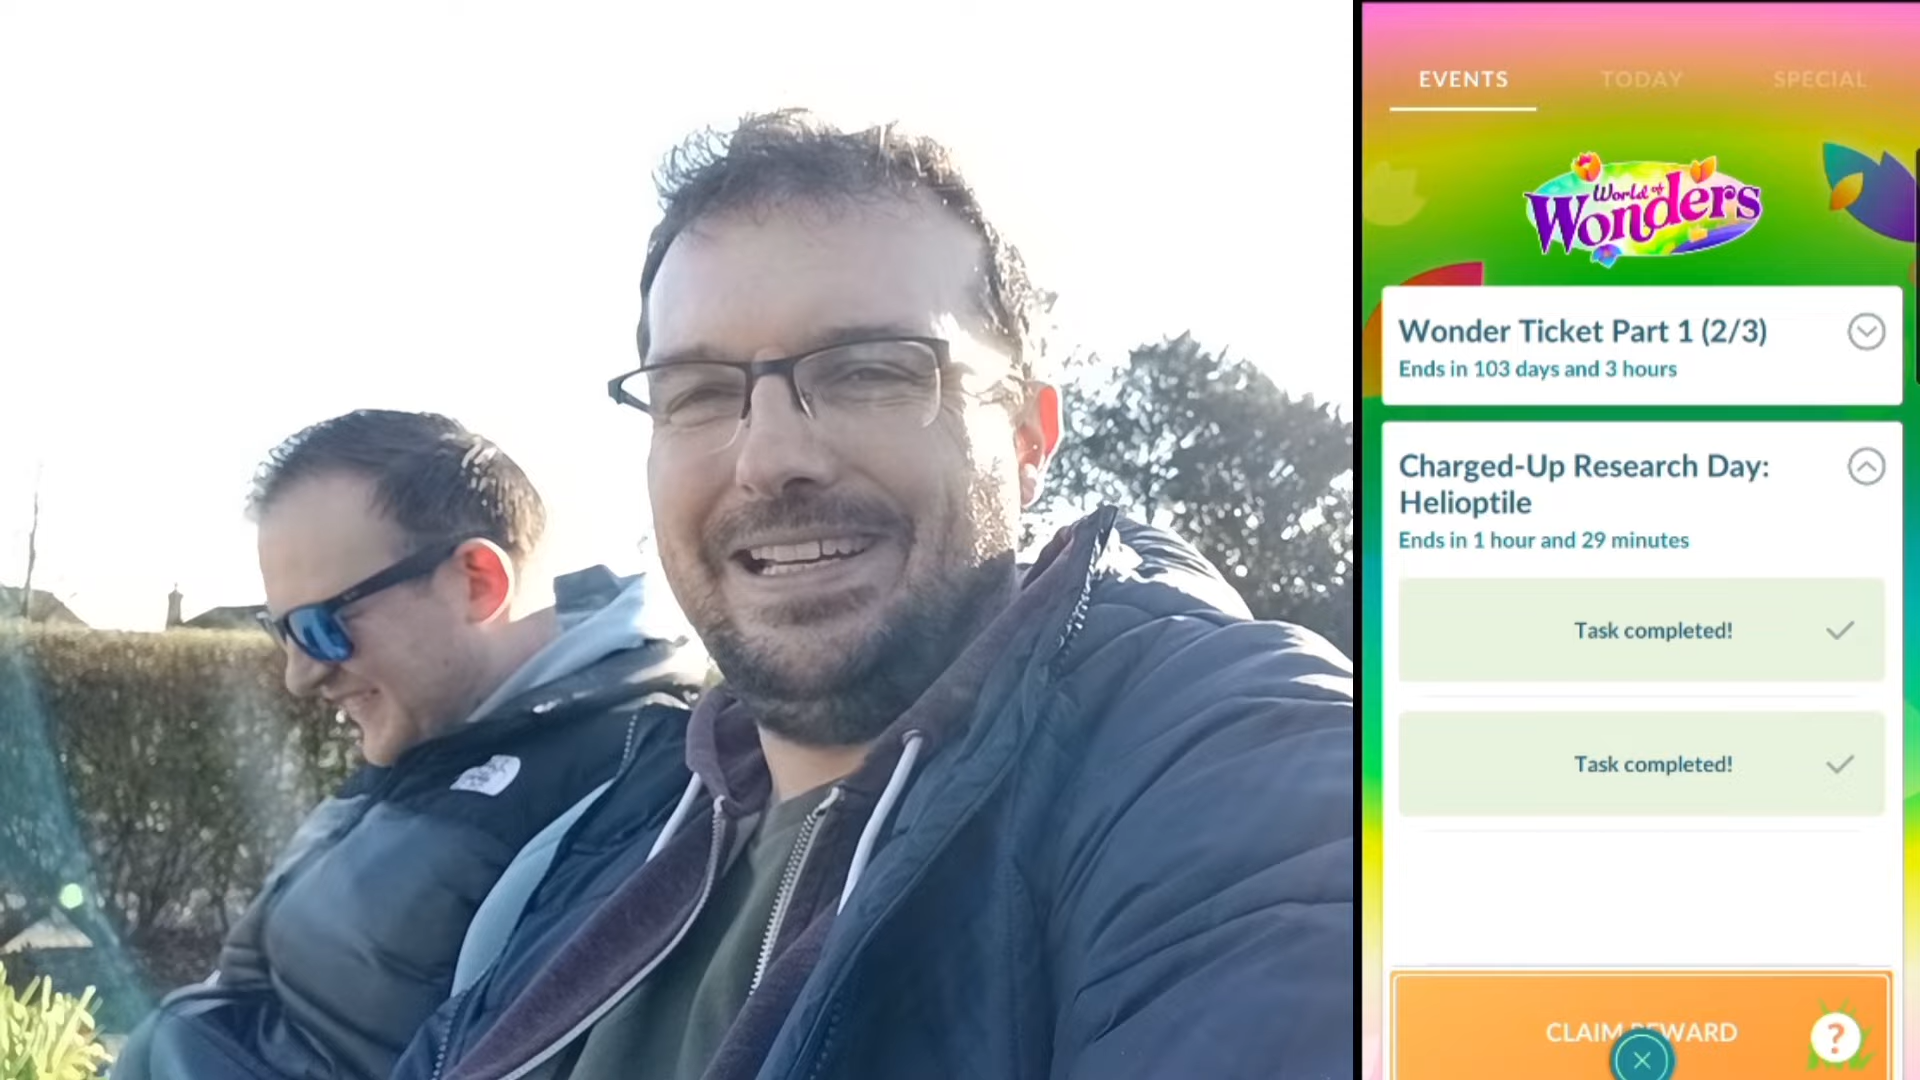 EVENTS
TODAY
SPECIAL
World of
Wonders
Wonder Ticket Part 1 (2/3)
Ends in 103 days and 3 hours
Charged-Up Research Day:
Helioptile
Ends in 1 hour and 29 minutes
Task completed!
Task completed!
CLAIM REWARD
?